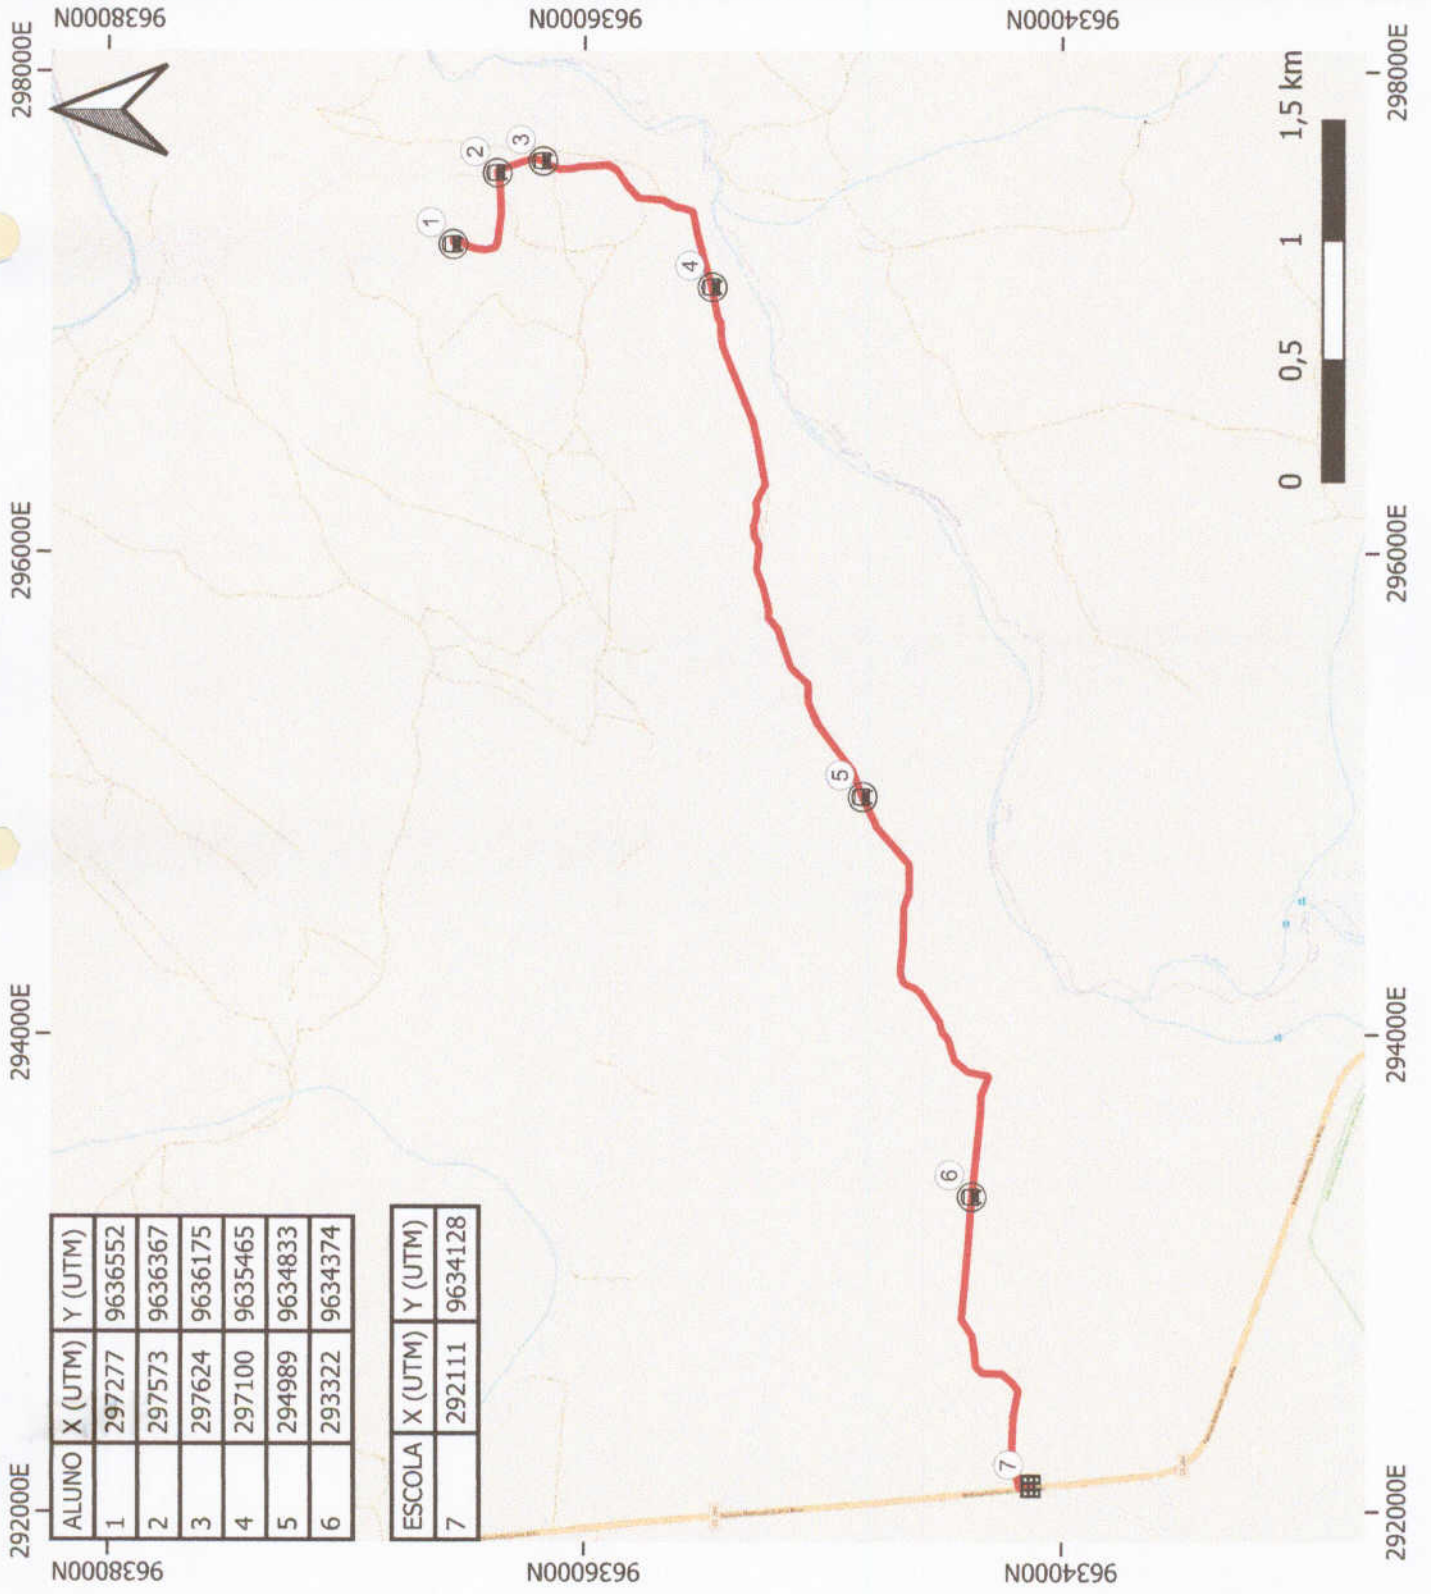 292000E
294000E
296000E
298000E
9638000N
9638000N
ALUNO X (UTM) Y (UTM)
1 297277 9636552
2 297573 9636367
3 297624 9636175
4 297100 9635465
5 294989 9634833
6 293322 9634374
ESCOLA X (UTM) Y (UTM)
7 292111 9634128
1
2
3
9636000N
9636000N
4
5
6
7
9634000N
9634000N
0 0,5 1 1,5 km
292000E
294000E
296000E
298000E